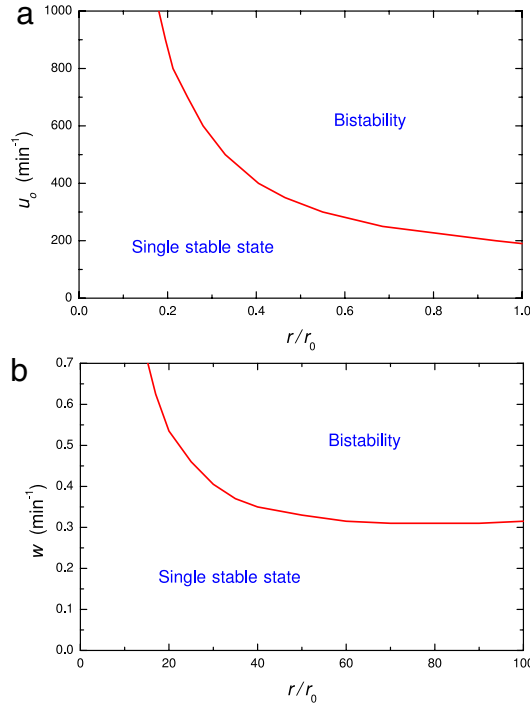 a
1000
800
600
400
200
0
u_o (min⁻¹)
Bistability
Single stable state
0.0 0.2 0.4 0.6 0.8 1.0
r/r₀
b
0.7
0.6
0.5
0.4
0.3
0.2
0.1
0.0
w (min⁻¹)
Bistability
Single stable state
0 20 40 60 80 100
r/r₀